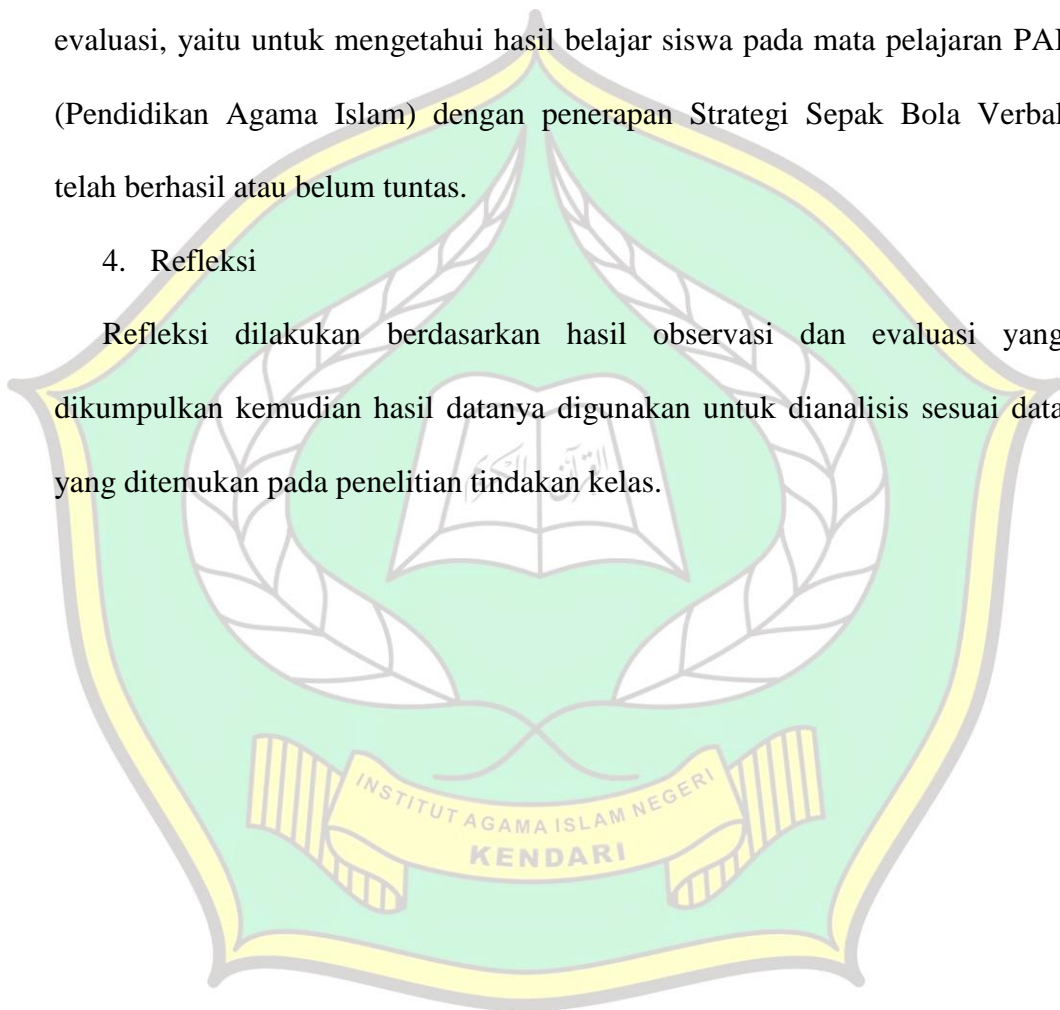 evaluasi, yaitu untuk mengetahui hasil belajar siswa pada mata pelajaran PAI
(Pendidikan Agama Islam) dengan penerapan Strategi Sepak Bola Verbal
telah berhasil atau belum tuntas.
4. Refleksi
Refleksi dilakukan berdasarkan hasil observasi dan evaluasi yang
dikumpulkan kemudian hasil datanya digunakan untuk dianalisis sesuai data
yang ditemukan pada penelitian tindakan kelas.
القرآن الكريم
INSTITUT AGAMA ISLAM NEGERI
KENDARI